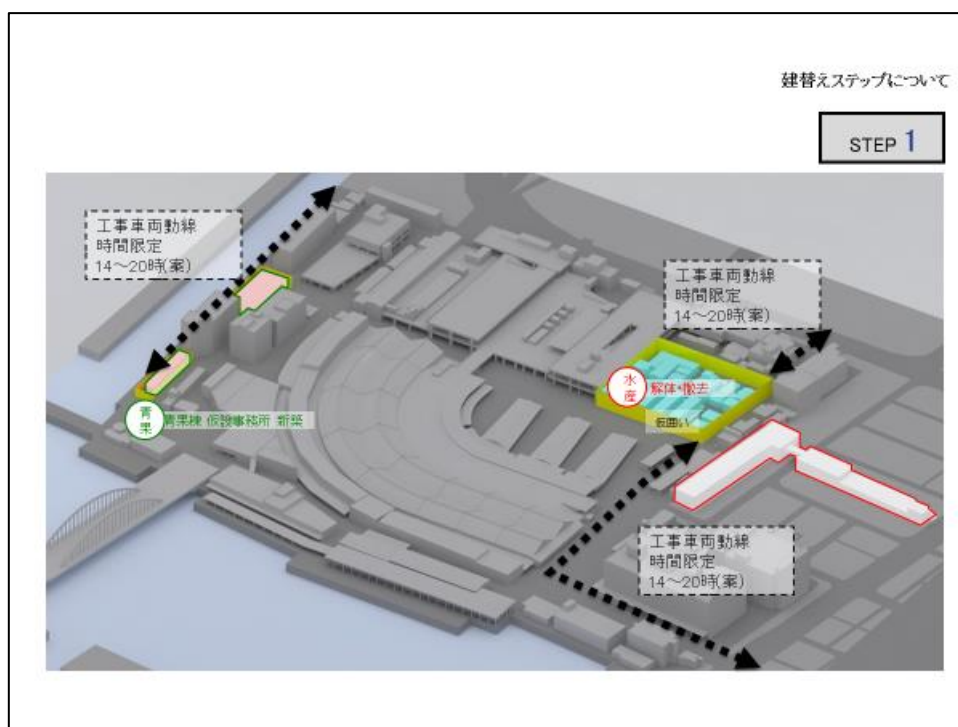 建替えステップについて
STEP 1
工事車両動線
時間限定
14～20時(案)
工事車両動線
時間限定
14～20時(案)
水産
解体・撤去
仮囲い
青果
青果棟 仮設事務所 新築
工事車両動線
時間限定
14～20時(案)